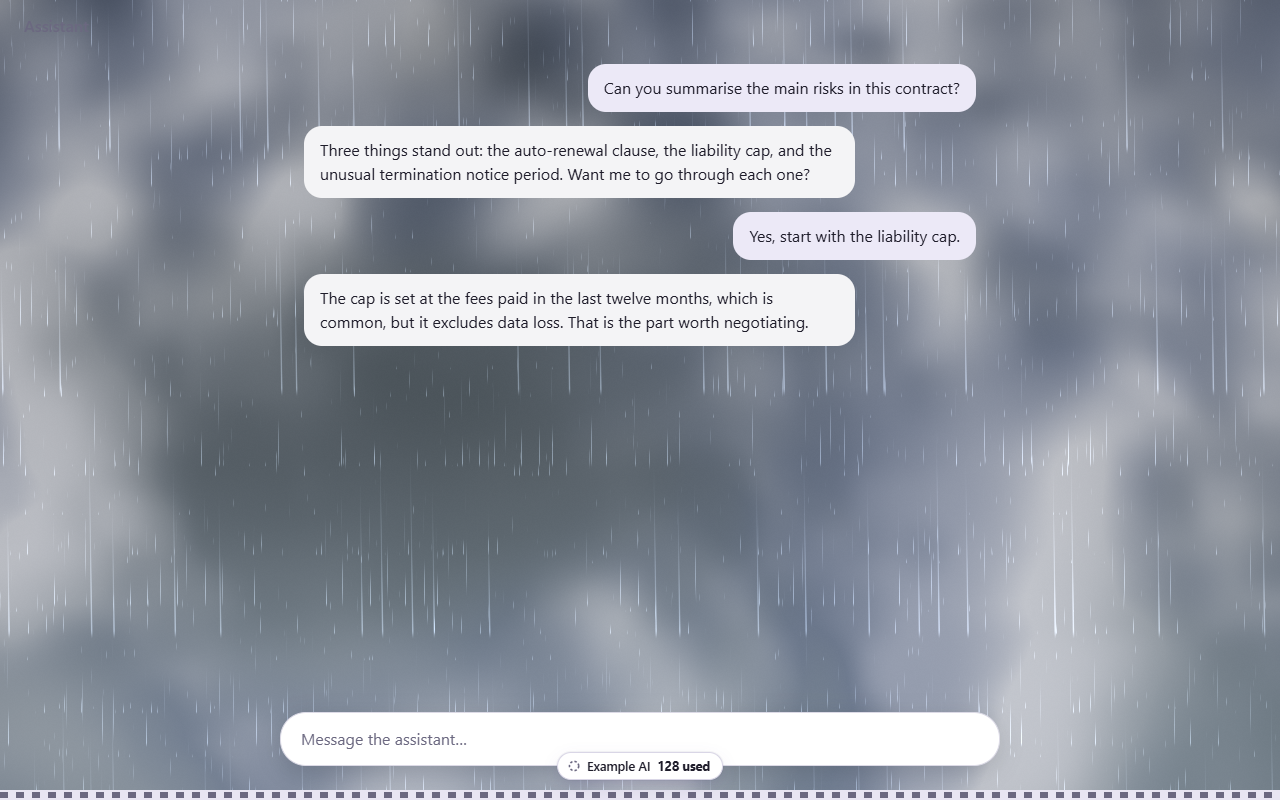 Assistant
Can you summarise the main risks in this contract?
Three things stand out: the auto-renewal clause, the liability cap, and the
unusual termination notice period. Want me to go through each one?
Yes, start with the liability cap.
The cap is set at the fees paid in the last twelve months, which is
common, but it excludes data loss. That is the part worth negotiating.
Message the assistant...
Example AI 128 used